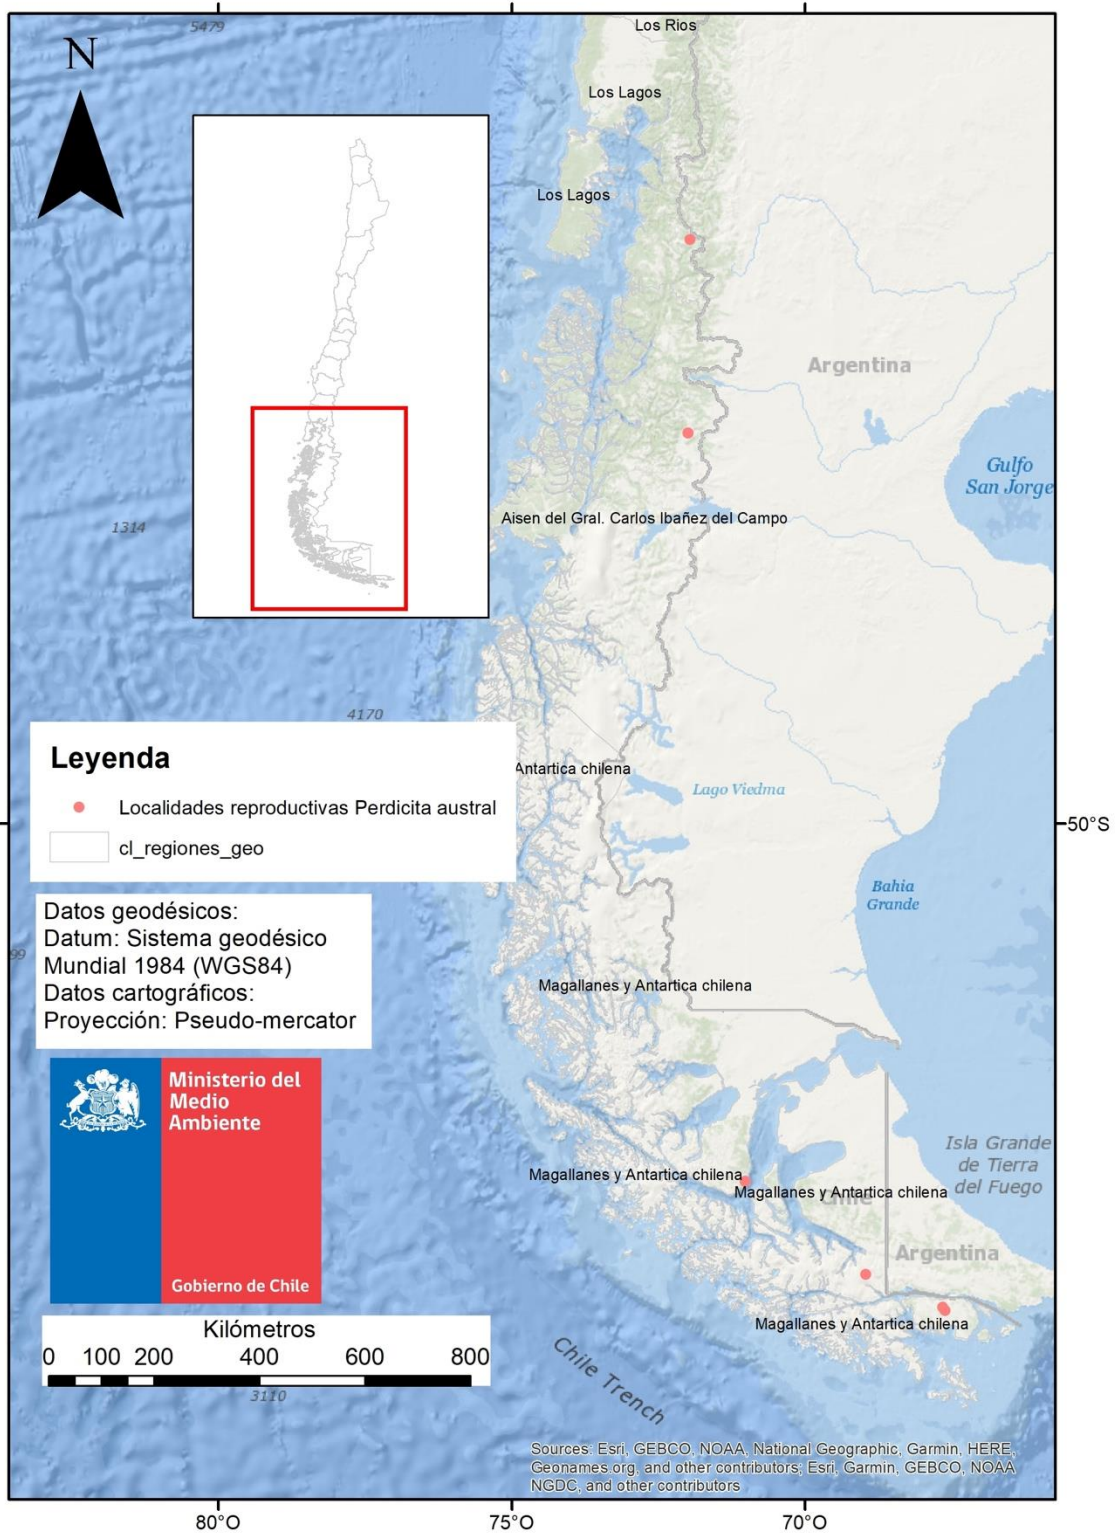 5479
Los Rios
N
Los Lagos
Los Lagos
Argentina
Gulfo
San Jorge
1314
Aisen del Gral. Carlos Ibañez del Campo
4170
Leyenda
Localidades reproductivas Perdicita austral
cl_regiones_geo
Antartica chilena
Lago Viedma
50°S
Bahia
Grande
Datos geodésicos:
Datum: Sistema geodésico
Mundial 1984 (WGS84)
Datos cartográficos:
Proyección: Pseudo-mercator
99
Magallanes y Antartica chilena
Ministerio del
Medio
Ambiente
Gobierno de Chile
Isla Grande
de Tierra
del Fuego
Magallanes y Antartica chilena
Magallanes y Antartica chilena
Chile
Argentina
Magallanes y Antartica chilena
Kilómetros
0 100 200 400 600 800
3110
Chile Trench
Sources: Esri, GEBCO, NOAA, National Geographic, Garmin, HERE,
Geonames.org, and other contributors; Esri, Garmin, GEBCO, NOAA
NGDC, and other contributors
80°O 75°O 70°O